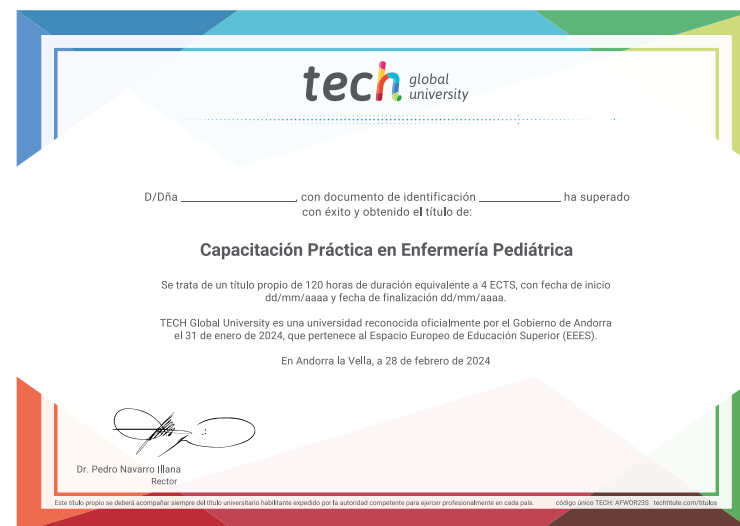 tech global university
D/Dña ____________________, con documento de identificación ______________ ha superado
con éxito y obtenido el título de:
Capacitación Práctica en Enfermería Pediátrica
Se trata de un título propio de 120 horas de duración equivalente a 4 ECTS, con fecha de inicio
dd/mm/aaaa y fecha de finalización dd/mm/aaaa.
TECH Global University es una universidad reconocida oficialmente por el Gobierno de Andorra
el 31 de enero de 2024, que pertenece al Espacio Europeo de Educación Superior (EEES).
En Andorra la Vella, a 28 de febrero de 2024
Dr. Pedro Navarro Illana
Rector
Este título propio se deberá acompañar siempre del título universitario habilitante expedido por la autoridad competente para ejercer profesionalmente en cada país. código único TECH: AFWOR23S techtitute.com/titulos